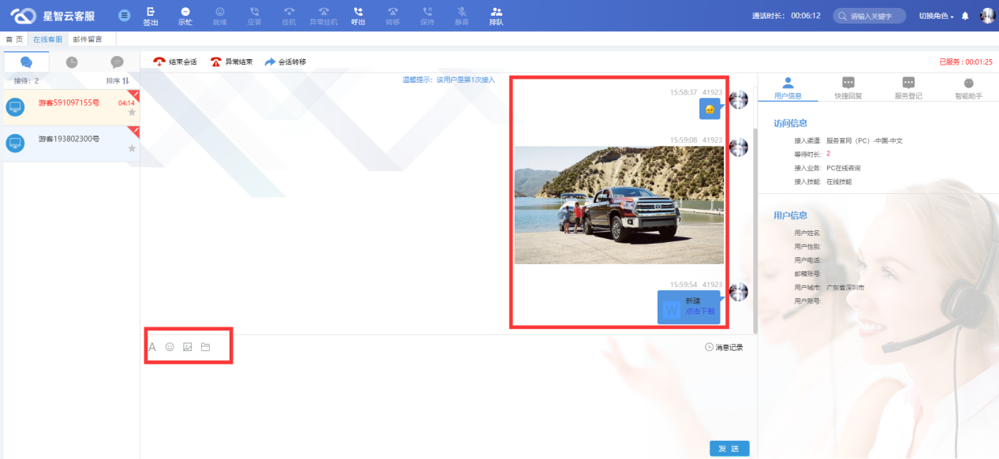 星智云客服
签出
示忙
就绪
应答
挂机
异常挂机
呼出
转移
保持
静音
排队
通话时长: 00:06:12
请输入关键字
切换角色
首 页
在线客服
邮件留言
接待: 2
排序
游客591097155号
04:14
游客193802300号
结束会话
异常结束
会话转移
已服务 : 00:01:25
温馨提示: 该用户是第1次接入
15:58:37 41923
15:59:08 41923
15:59:54 41923
新建
点击下载
W
A
消息记录
发 送
用户信息
快捷回复
服务登记
智能助手
访问信息
接入渠道: 服务官网（PC）-中国-中文
等待时长: 2
接入业务: PC在线咨询
接入技能: 在线技能
用户信息
用户姓名:
用户性别:
用户电话:
邮箱账号:
用户城市: 广东省深圳市
用户账号: